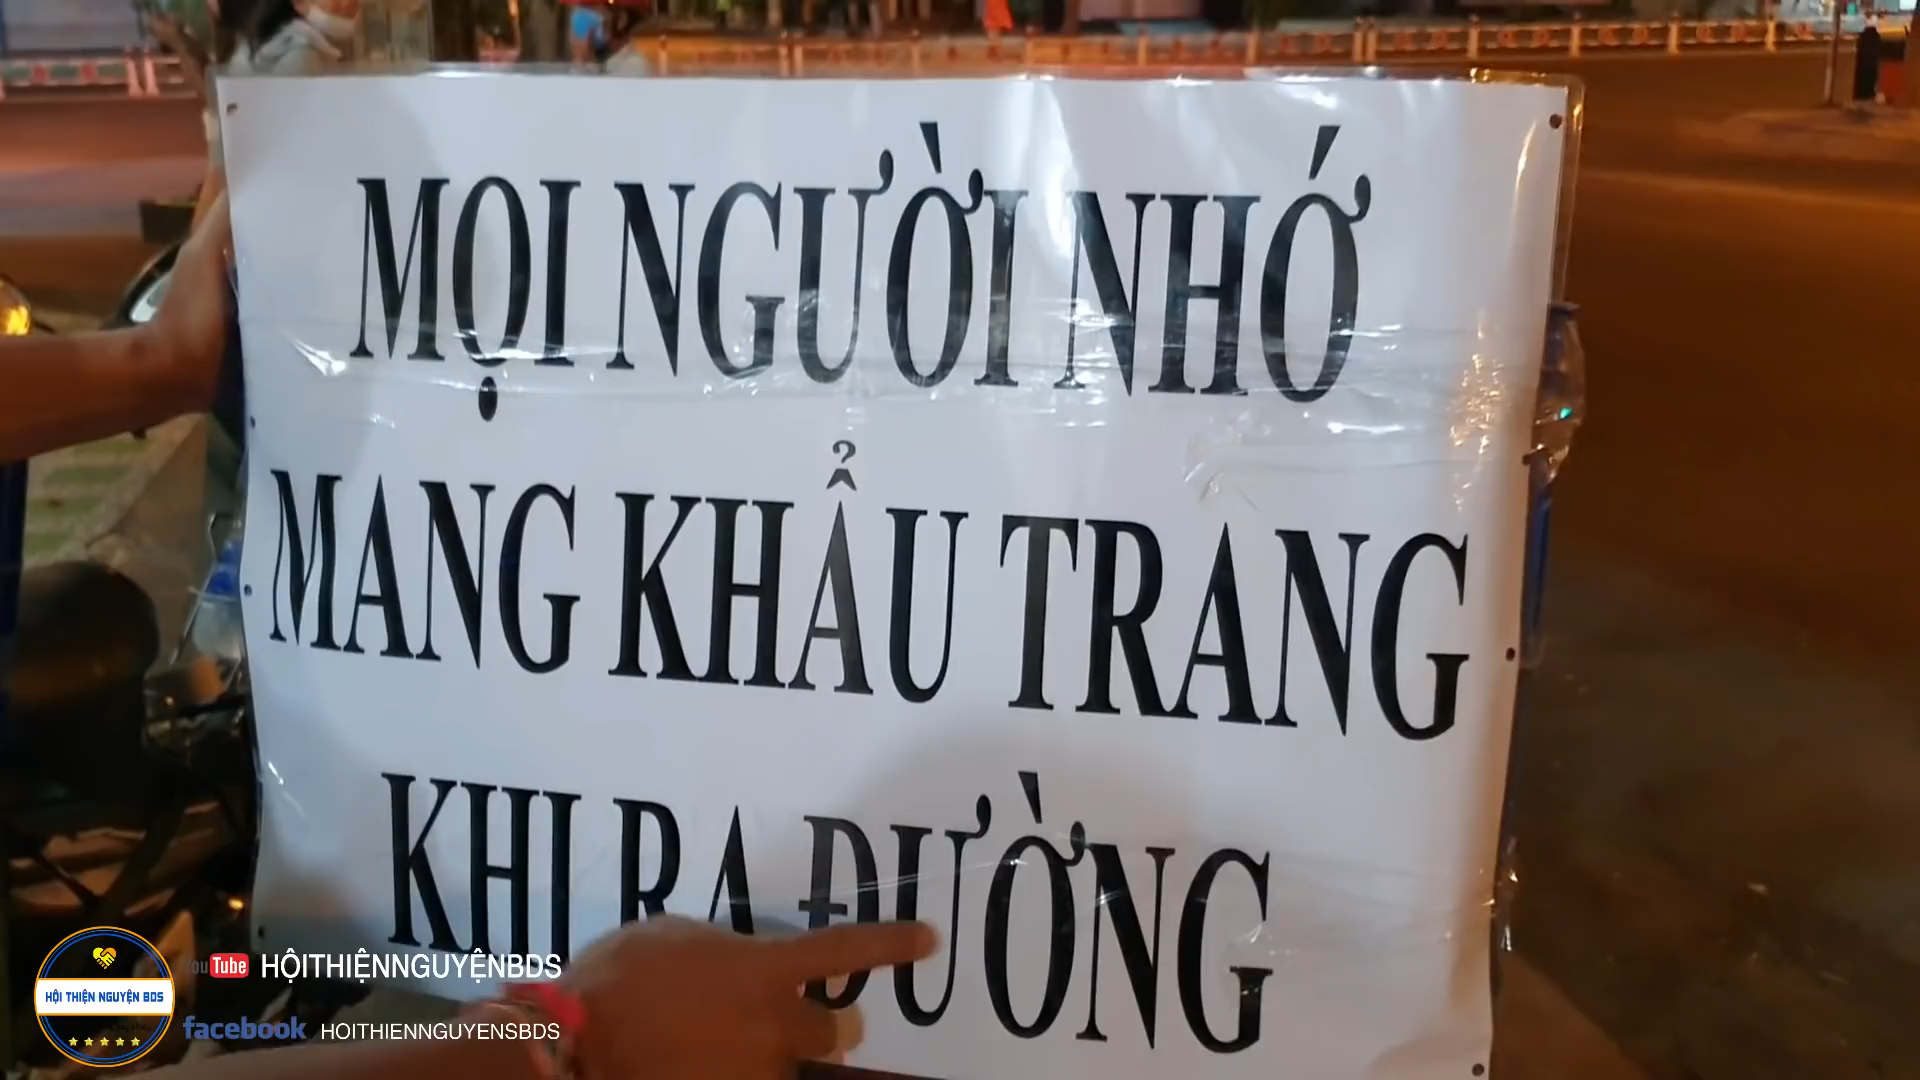 MỌI NGƯỜI NHỚ
MANG KHẨU TRANG
KHI RA ĐƯỜNG
YouTube HỘITHIỆNNGUYỆNBDS
HỘI THIỆN NGUYỆN BDS
facebook HOITHIENNGUYENSBDS